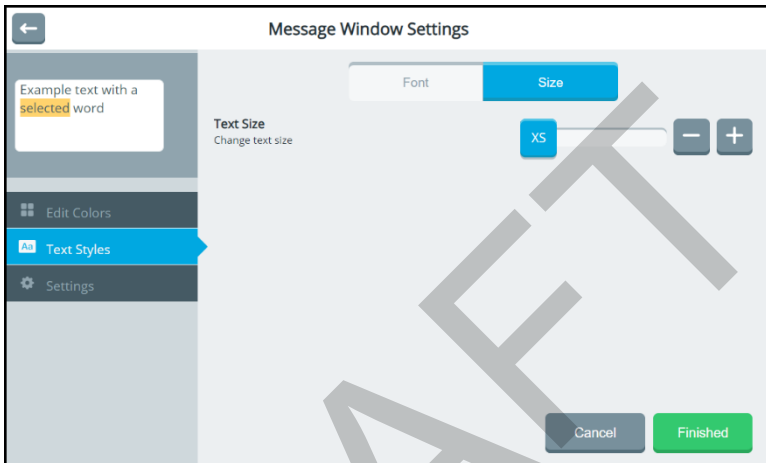 Message Window Settings
Example text with a
selected word
Font
Size
Text Size
Change text size
XS
Edit Colors
Aa Text Styles
Settings
Cancel
Finished